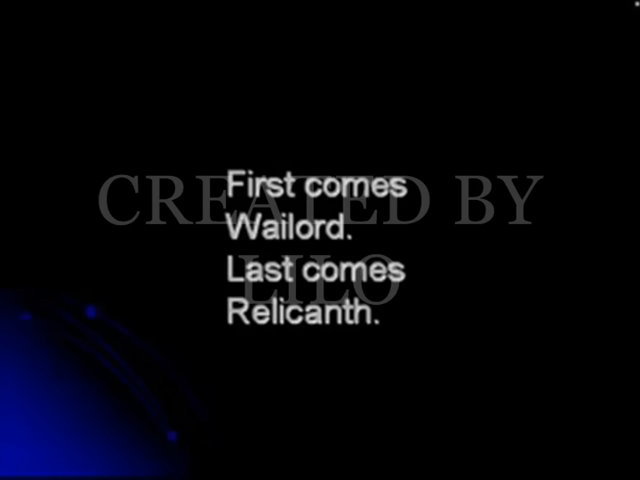 CREATED BY
LILO
First comes
Wailord.
Last comes
Relicanth.